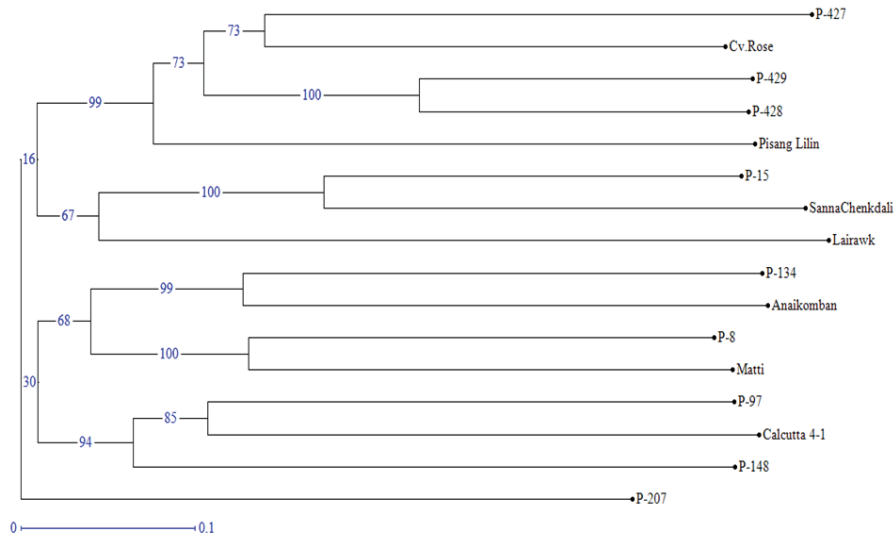 P-427
73
Cv.Rose
73
P-429
100
99
P-428
Pisang Lilin
16
P-15
100
SannaChenkdali
67
Lairawk
P-134
99
Anaikomban
68
P-8
100
Matti
30
P-97
85
Calcutta 4-1
94
P-148
P-207
0 0.1